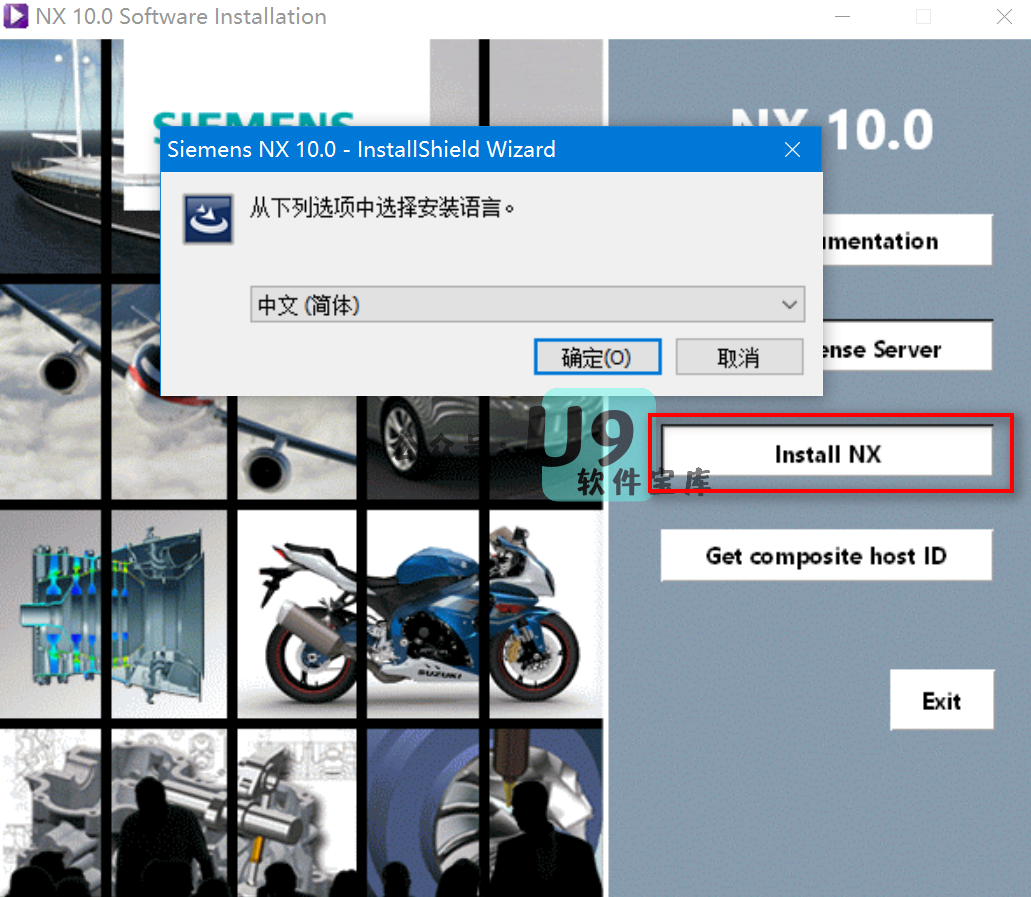 NX 10.0 Software Installation
SIEMENS
NX 10.0
Siemens NX 10.0 - InstallShield Wizard
从下列选项中选择安装语言。
中文 (简体)
确定(O)
取消
umentation
ense Server
Install NX
众号
U9
软件宝库
Get composite host ID
SUZUKI
Exit